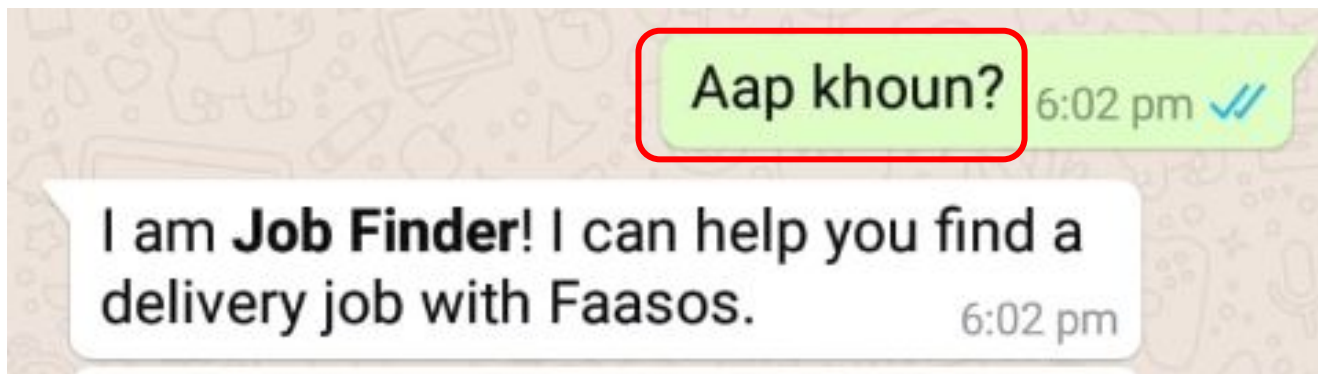 Aap khoun? 6:02 pm
I am Job Finder! I can help you find a
delivery job with Faasos. 6:02 pm